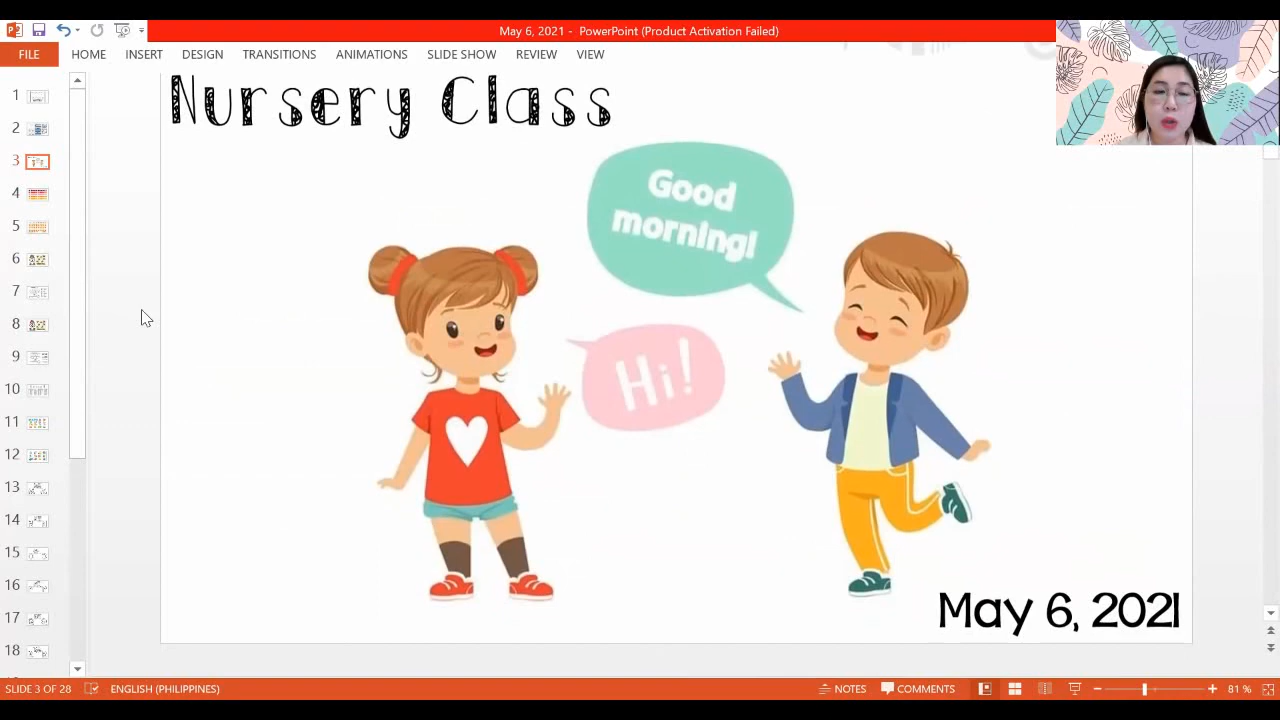 May 6, 2021 - PowerPoint (Product Activation Failed)
FILE HOME INSERT DESIGN TRANSITIONS ANIMATIONS SLIDE SHOW REVIEW VIEW
1
2
3
4
5
6
7
8
9
10
11
12
13
14
15
16
17
18
Nursery Class
Good
morning!
Hi!
May 6, 2021
SLIDE 3 OF 28 ENGLISH (PHILIPPINES) NOTES COMMENTS 81 %